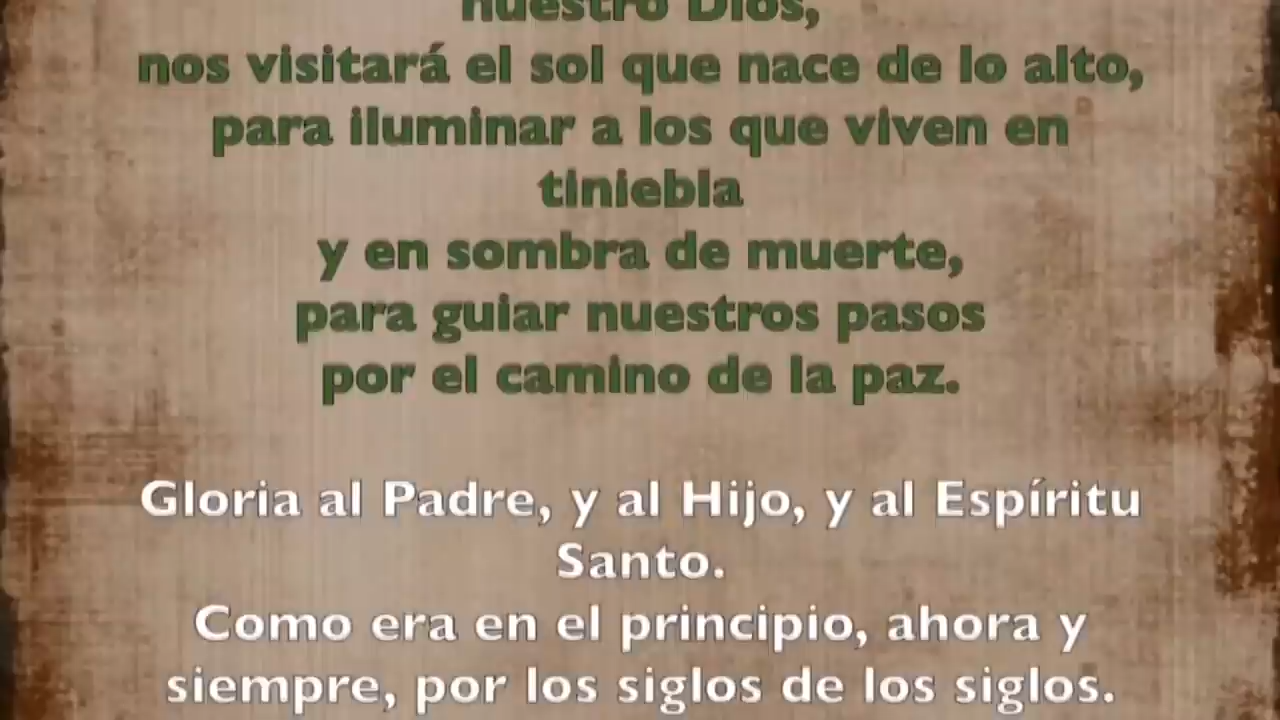 nuestro Dios,
nos visitará el sol que nace de lo alto,
para iluminar a los que viven en
tiniebla
y en sombra de muerte,
para guiar nuestros pasos
por el camino de la paz.
Gloria al Padre, y al Hijo, y al Espíritu
Santo.
Como era en el principio, ahora y
siempre, por los siglos de los siglos.